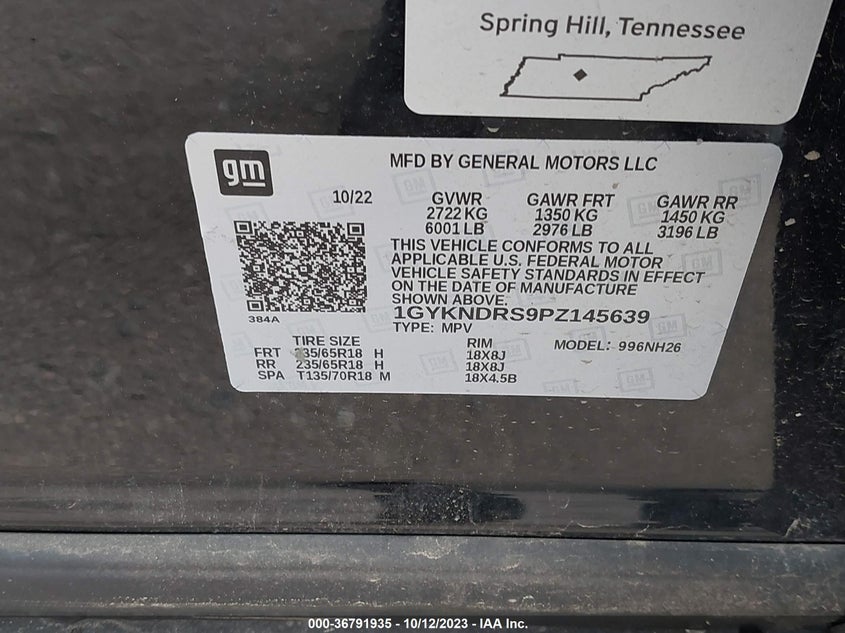 Spring Hill, Tennessee
gm
MFD BY GENERAL MOTORS LLC
10/22 GVWR GAWR FRT GAWR RR
2722 KG 1350 KG 1450 KG
6001 LB 2976 LB 3196 LB
THIS VEHICLE CONFORMS TO ALL
APPLICABLE U.S. FEDERAL MOTOR
VEHICLE SAFETY STANDARDS IN EFFECT
ON THE DATE OF MANUFACTURE
SHOWN ABOVE.
384A
1GYKNDRS9PZ145639
TYPE: MPV
TIRE SIZE RIM MODEL: 996NH26
FRT 235/65R18 H 18X8J
RR 235/65R18 H 18X8J
SPA T135/70R18 M 18X4.5B
000-36791935 - 10/12/2023 - IAA Inc.